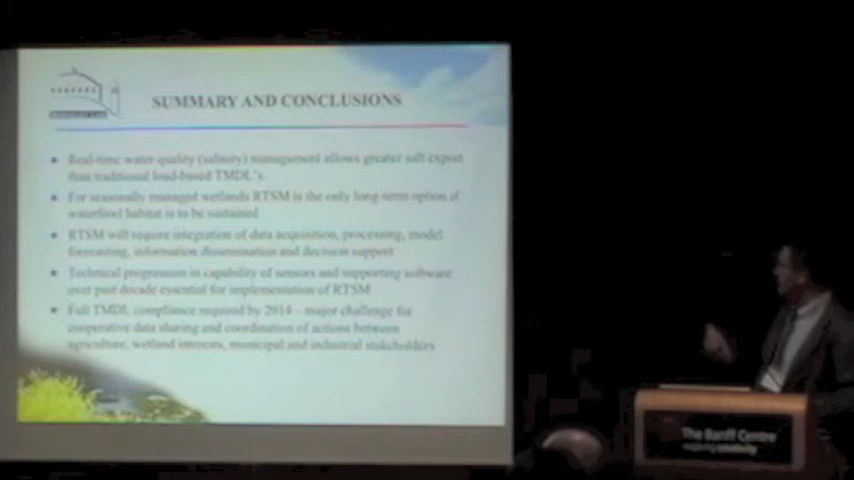 SUMMARY AND CONCLUSIONS
Real-time water quality (salinity) management allows greater salt export
than traditional load-based TMDL's.
For seasonally managed wetlands RTSM is the only long-term option if
waterfowl habitat is to be sustained
RTSM will require integration of data acquisition, processing, model
forecasting, information dissemination and decision support
Technical progression in capability of sensors and supporting software
over past decade essential for implementation of RTSM
Full TMDL compliance required by 2014 – major challenge for
cooperative data sharing and coordination of actions between
agriculture, wetland interests, municipal and industrial stakeholders
The Banff Centre
inspiring creativity